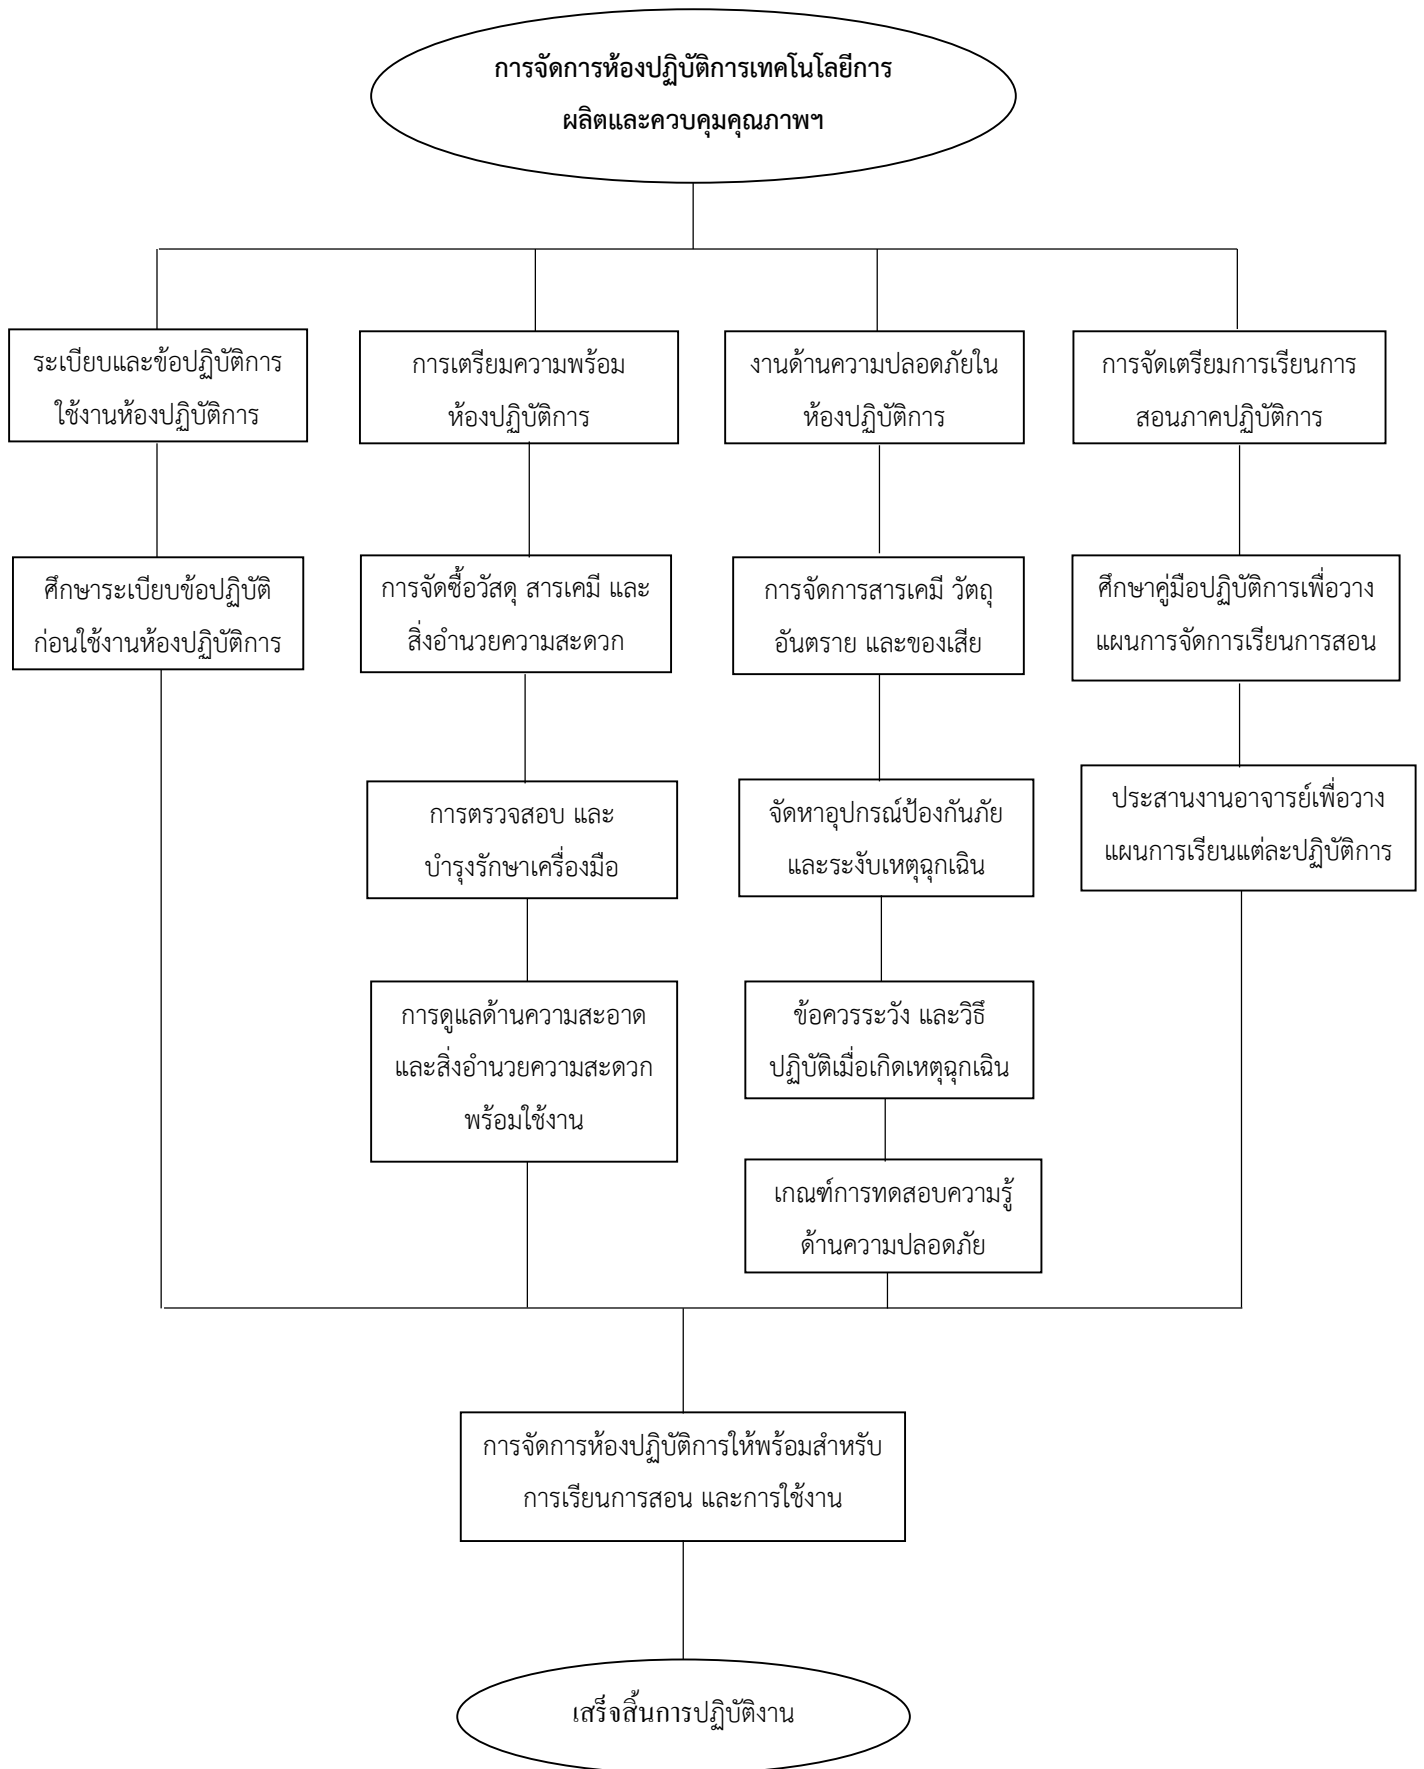 การจัดการห้องปฏิบัติการเทคโนโลยีการ
ผลิตและควบคุมคุณภาพฯ
ระเบียบและข้อปฏิบัติการ
ใช้งานห้องปฏิบัติการ
การเตรียมความพร้อม
ห้องปฏิบัติการ
งานด้านความปลอดภัยใน
ห้องปฏิบัติการ
การจัดเตรียมการเรียนการ
สอนภาคปฏิบัติการ
ศึกษาระเบียบข้อปฏิบัติ
ก่อนใช้งานห้องปฏิบัติการ
การจัดซื้อวัสดุ สารเคมี และ
สิ่งอำนวยความสะดวก
การจัดการสารเคมี วัตถุ
อันตราย และของเสีย
ศึกษาคู่มือปฏิบัติการเพื่อวาง
แผนการจัดการเรียนการสอน
การตรวจสอบ และ
บำรุงรักษาเครื่องมือ
จัดหาอุปกรณ์ป้องกันภัย
และระงับเหตุฉุกเฉิน
ประสานงานอาจารย์เพื่อวาง
แผนการเรียนแต่ละปฏิบัติการ
การดูแลด้านความสะอาด
และสิ่งอำนวยความสะดวก
พร้อมใช้งาน
ข้อควรระวัง และวิธี
ปฏิบัติเมื่อเกิดเหตุฉุกเฉิน
เกณฑ์การทดสอบความรู้
ด้านความปลอดภัย
การจัดการห้องปฏิบัติการให้พร้อมสำหรับ
การเรียนการสอน และการใช้งาน
เสร็จสิ้นการปฏิบัติงาน